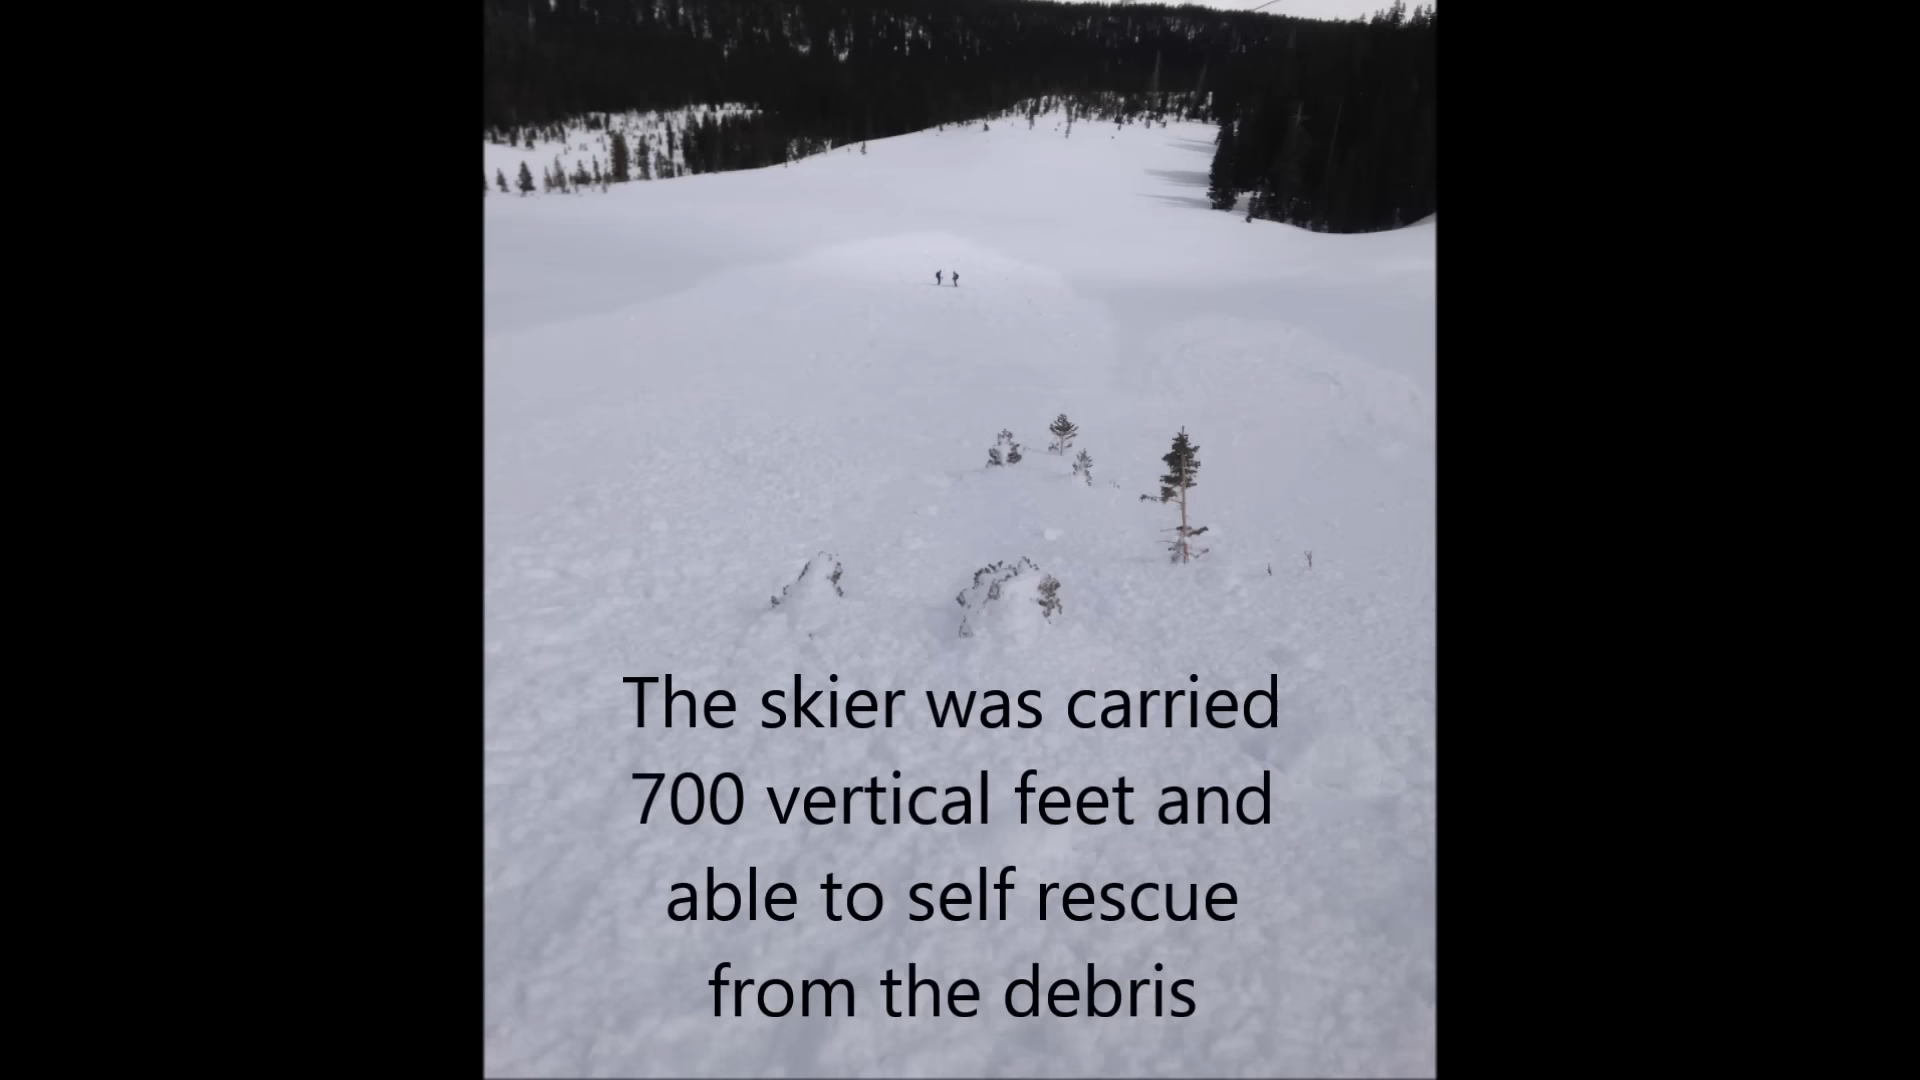 The skier was carried
700 vertical feet and
able to self rescue
from the debris